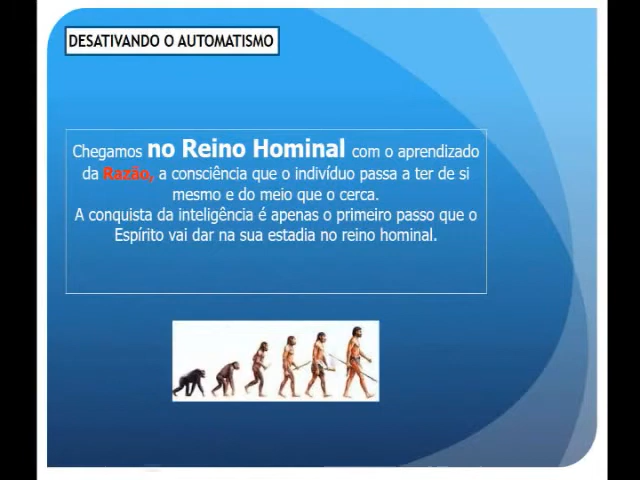 DESATIVANDO O AUTOMATISMO
Chegamos no Reino Hominal com o aprendizado
da Razão, a consciência que o indivíduo passa a ter de si
mesmo e do meio que o cerca.
A conquista da inteligência é apenas o primeiro passo que o
Espírito vai dar na sua estadia no reino hominal.